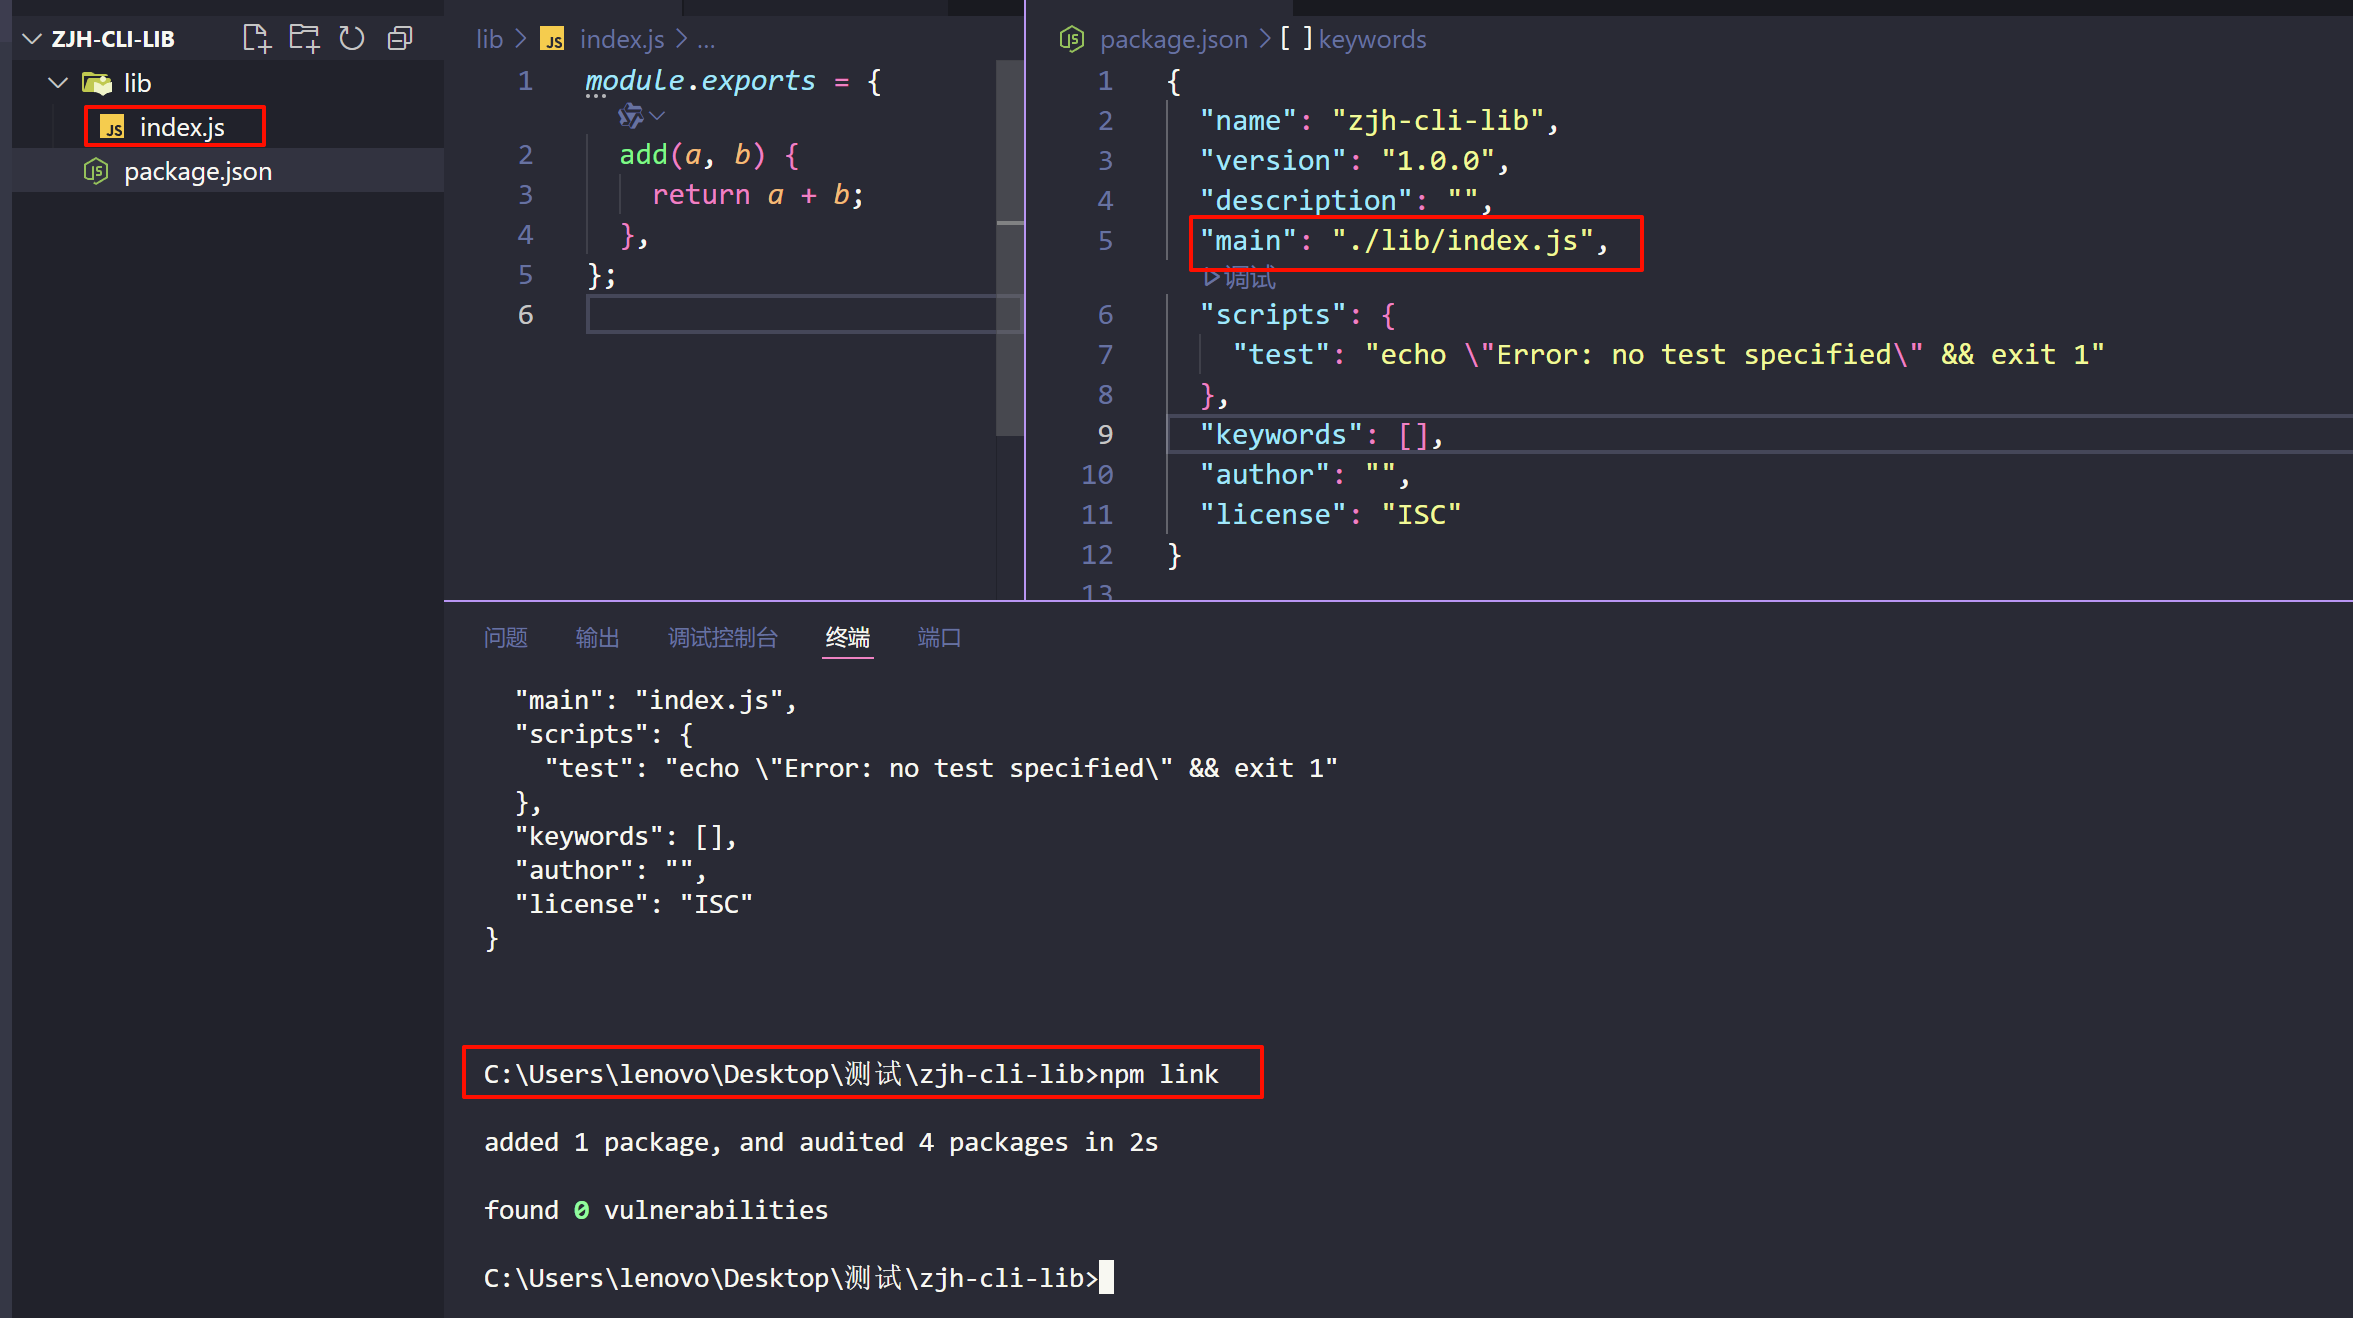 ZJH-CLI-LIB
lib
index.js
package.json
lib > index.js > ...
1 module.exports = {
2 add(a, b) {
3 return a + b;
4 },
5 };
6
package.json > [ ] keywords
1 {
2 "name": "zjh-cli-lib",
3 "version": "1.0.0",
4 "description": "",
5 "main": "./lib/index.js",
调试
6 "scripts": {
7 "test": "echo \"Error: no test specified\" && exit 1"
8 },
9 "keywords": [],
10 "author": "",
11 "license": "ISC"
12 }
13
问题 输出 调试控制台 终端 端口
"main": "index.js",
"scripts": {
"test": "echo \"Error: no test specified\" && exit 1"
},
"keywords": [],
"author": "",
"license": "ISC"
}
C:\Users\lenovo\Desktop\测试\zjh-cli-lib>npm link
added 1 package, and audited 4 packages in 2s
found 0 vulnerabilities
C:\Users\lenovo\Desktop\测试\zjh-cli-lib>